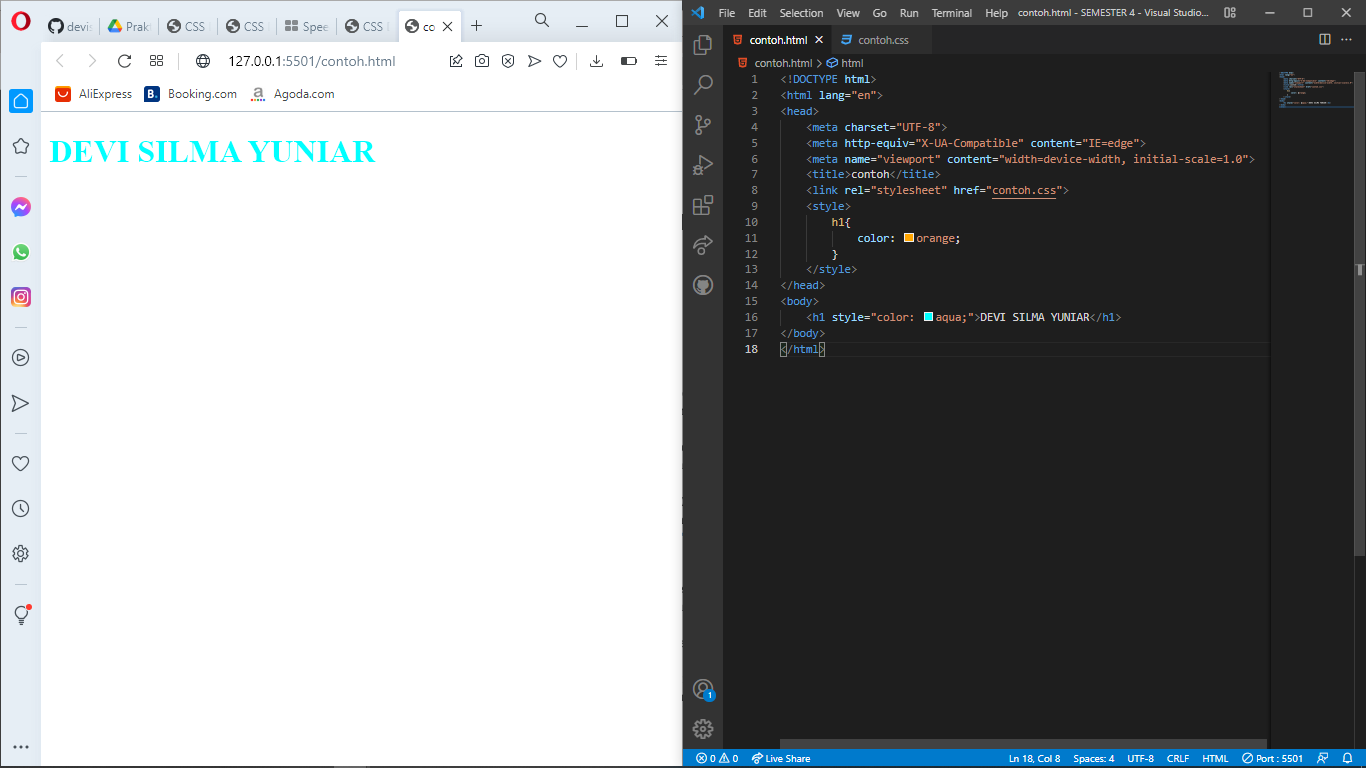 devi
Prakt
CSS
CSS
Spee
CSS
co
127.0.0.1:5501/contoh.html
AliExpress
B. Booking.com
a Agoda.com
DEVI SILMA YUNIAR
File Edit Selection View Go Run Terminal Help contoh.html - SEMESTER 4 - Visual Studio...
contoh.html
contoh.css
contoh.html > html
1 <!DOCTYPE html>
2 <html lang="en">
3 <head>
4 <meta charset="UTF-8">
5 <meta http-equiv="X-UA-Compatible" content="IE=edge">
6 <meta name="viewport" content="width=device-width, initial-scale=1.0">
7 <title>contoh</title>
8 <link rel="stylesheet" href="contoh.css">
9 <style>
10 h1{
11 color: orange;
12 }
13 </style>
14 </head>
15 <body>
16 <h1 style="color: aqua;">DEVI SILMA YUNIAR</h1>
17 </body>
18 </html>
1
0 0 Live Share Ln 18, Col 8 Spaces: 4 UTF-8 CRLF HTML Port : 5501